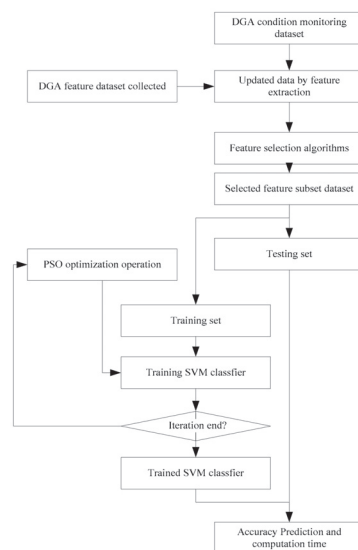 DGA condition monitoring
dataset
DGA feature dataset collected
Updated data by feature
extraction
Feature selection algorithms
Selected feature subset dataset
PSO optimization operation
Testing set
Training set
Training SVM classfier
Iteration end?
Trained SVM classfier
Accuracy Prediction and
computation time